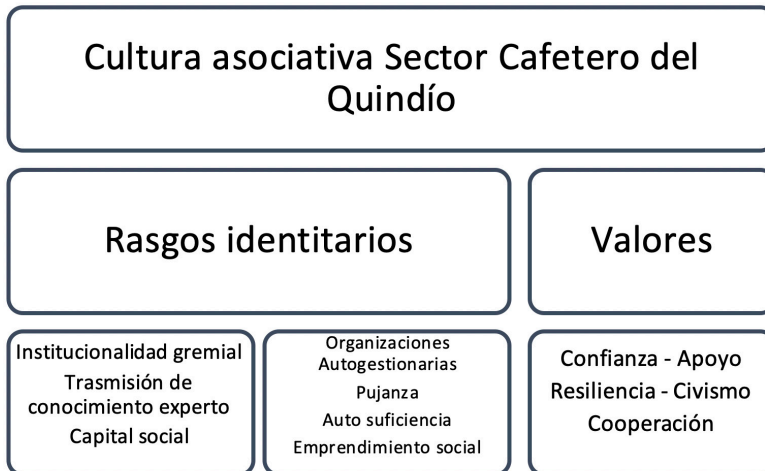 Cultura asociativa Sector Cafetero del
Quindío
Rasgos identitarios
Valores
Institucionalidad gremial
Trasmisión de
conocimiento experto
Capital social
Organizaciones
Autogestionarias
Pujanza
Auto suficiencia
Emprendimiento social
Confianza - Apoyo
Resiliencia - Civismo
Cooperación